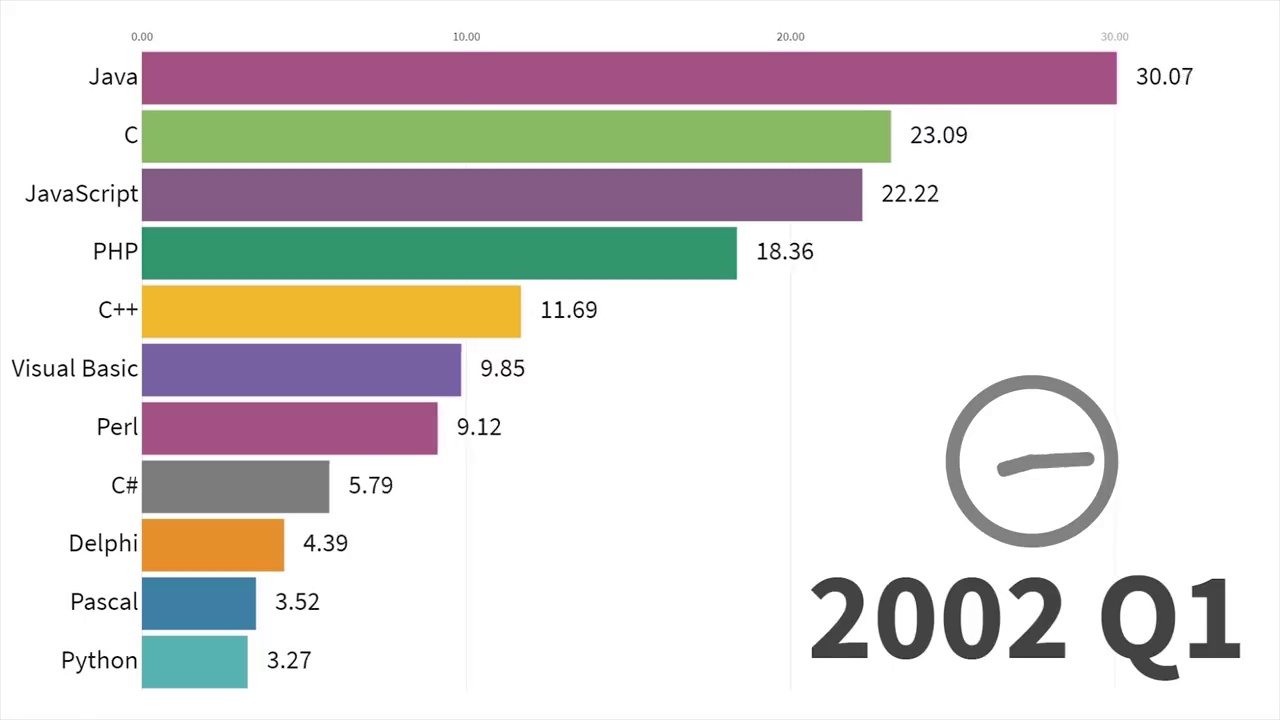 0.00 10.00 20.00 30.00
Java 30.07
C 23.09
JavaScript 22.22
PHP 18.36
C++ 11.69
Visual Basic 9.85
Perl 9.12
C# 5.79
Delphi 4.39
Pascal 3.52
Python 3.27
2002 Q1